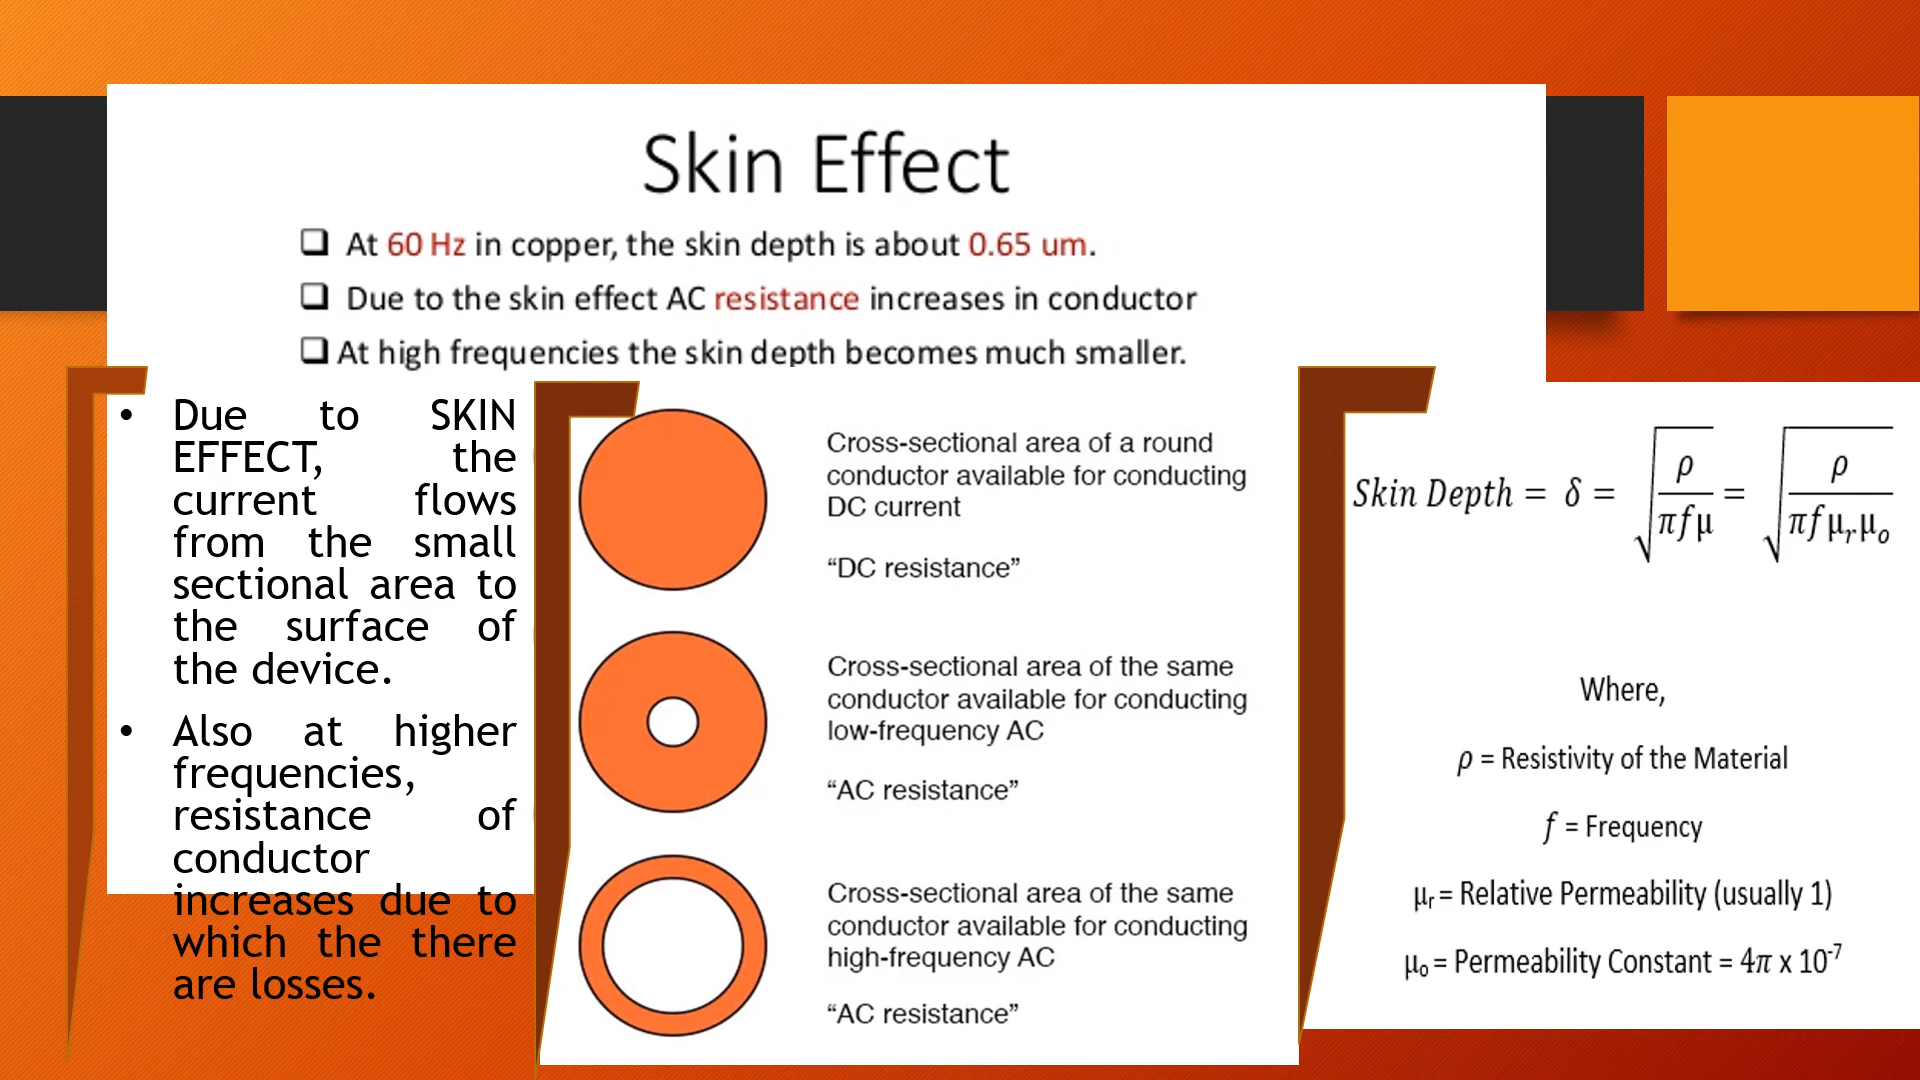 Skin Effect
❑ At 60 Hz in copper, the skin depth is about 0.65 um.
❑ Due to the skin effect AC resistance increases in conductor
❑ At high frequencies the skin depth becomes much smaller.
• Due to SKIN
EFFECT, the
current flows
from the small
sectional area to
the surface of
the device.
• Also at higher
frequencies,
resistance of
conductor
increases due to
which the there
are losses.
Cross-sectional area of a round
conductor available for conducting
DC current
“DC resistance”
Cross-sectional area of the same
conductor available for conducting
low-frequency AC
“AC resistance”
Cross-sectional area of the same
conductor available for conducting
high-frequency AC
“AC resistance”
Skin Depth = δ = √(ρ/(πfμ)) = √(ρ/(πfμᵣμₒ))
Where,
ρ = Resistivity of the Material
f = Frequency
μᵣ = Relative Permeability (usually 1)
μₒ = Permeability Constant = 4π x 10⁻⁷